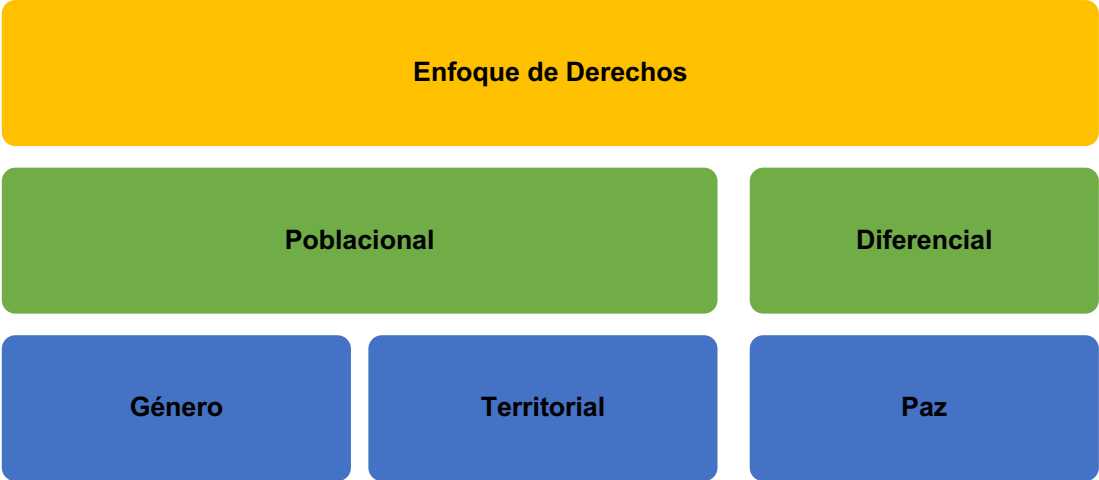 Enfoque de Derechos
Poblacional
Diferencial
Género
Territorial
Paz